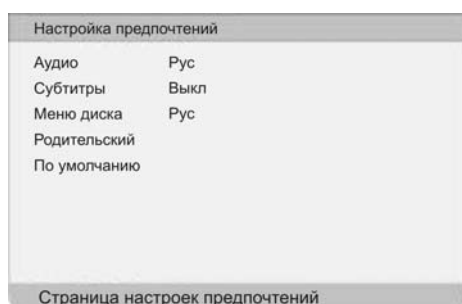 Настройка предпочтений
Аудио Рус
Субтитры Выкл
Меню диска Рус
Родительский
По умолчанию
Страница настроек предпочтений